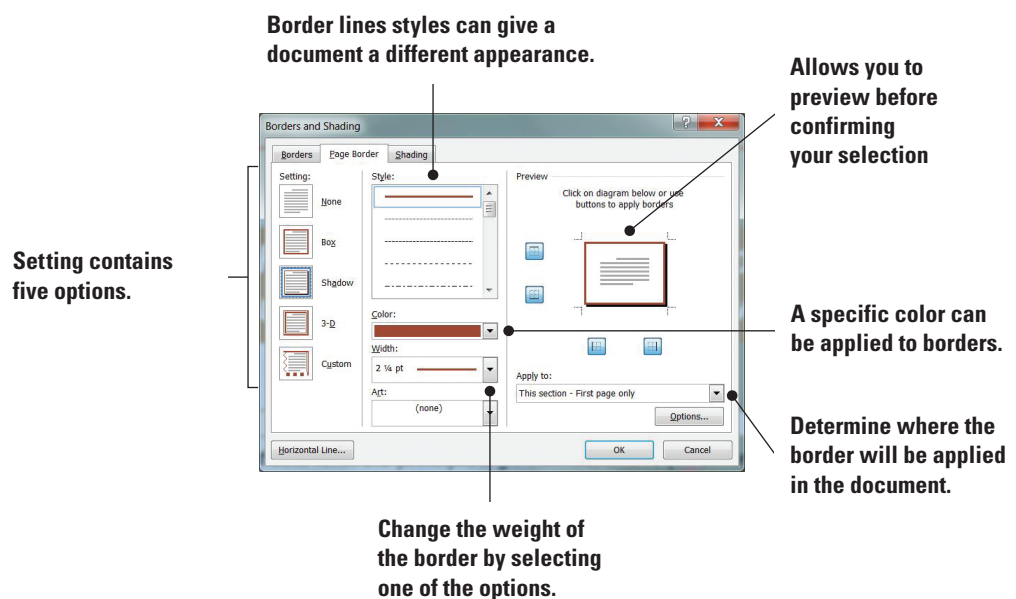 Border lines styles can give a
document a different appearance.
Allows you to
preview before
confirming
your selection
Borders and Shading
Borders Page Border Shading
Setting:
None
Box
Shadow
3-D
Custom
Style:
Color:
Width:
2 ¼ pt
Art:
(none)
Preview
Click on diagram below or use
buttons to apply borders
Apply to:
This section - First page only
Options...
Horizontal Line...
OK
Cancel
Setting contains
five options.
A specific color can
be applied to borders.
Determine where the
border will be applied
in the document.
Change the weight of
the border by selecting
one of the options.